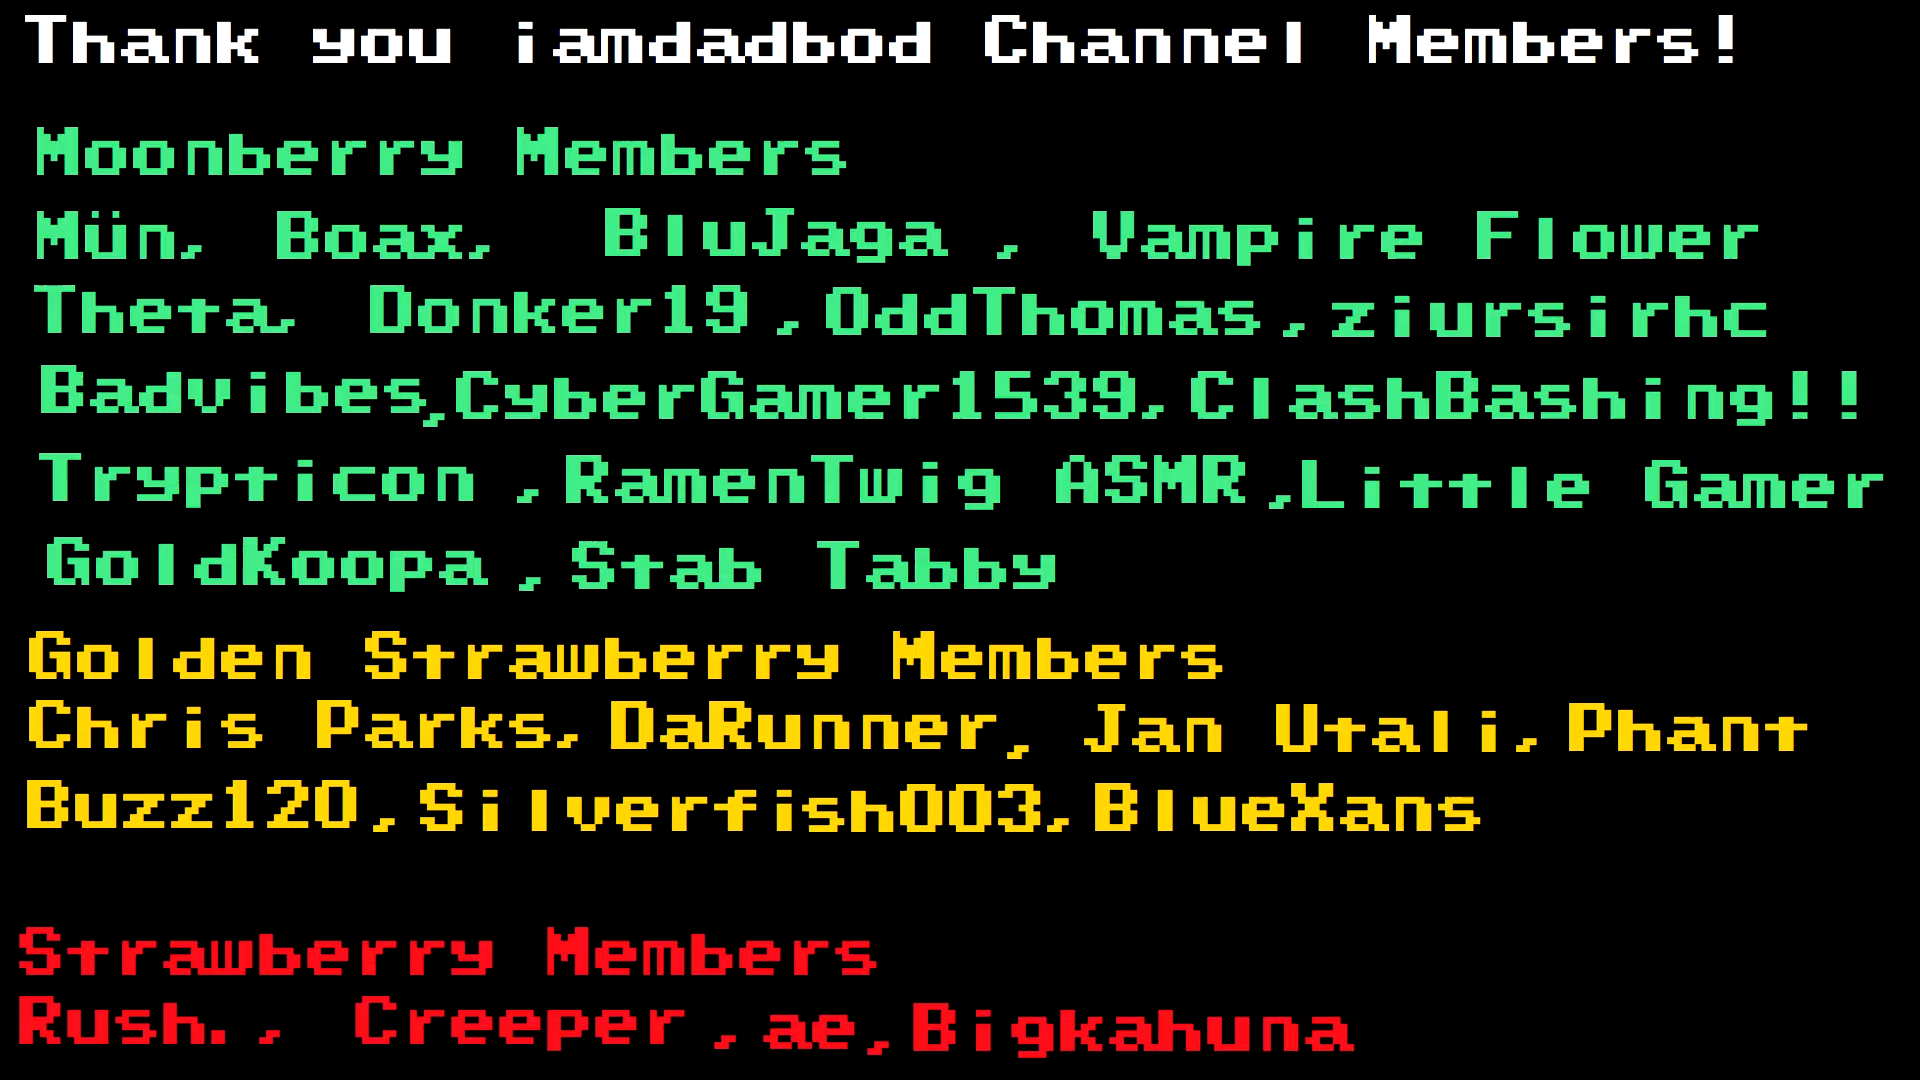 Thank you iamdadbod Channel Members!
Moonberry Members
Mün, Boax, BluJaga , Vampire Flower
Theta, Donker19 ,OddThomas,ziursirhc
Badvibes,CyberGamer1539,ClashBashing!!
Trypticon ,RamenTwig ASMR,Little Gamer
GoldKoopa ,Stab Tabby
Golden Strawberry Members
Chris Parks,DaRunner, Jan Utali,Phant
Buzz120,Silverfish003,BlueXans
Strawberry Members
Rush., Creeper,ae,Bigkahuna